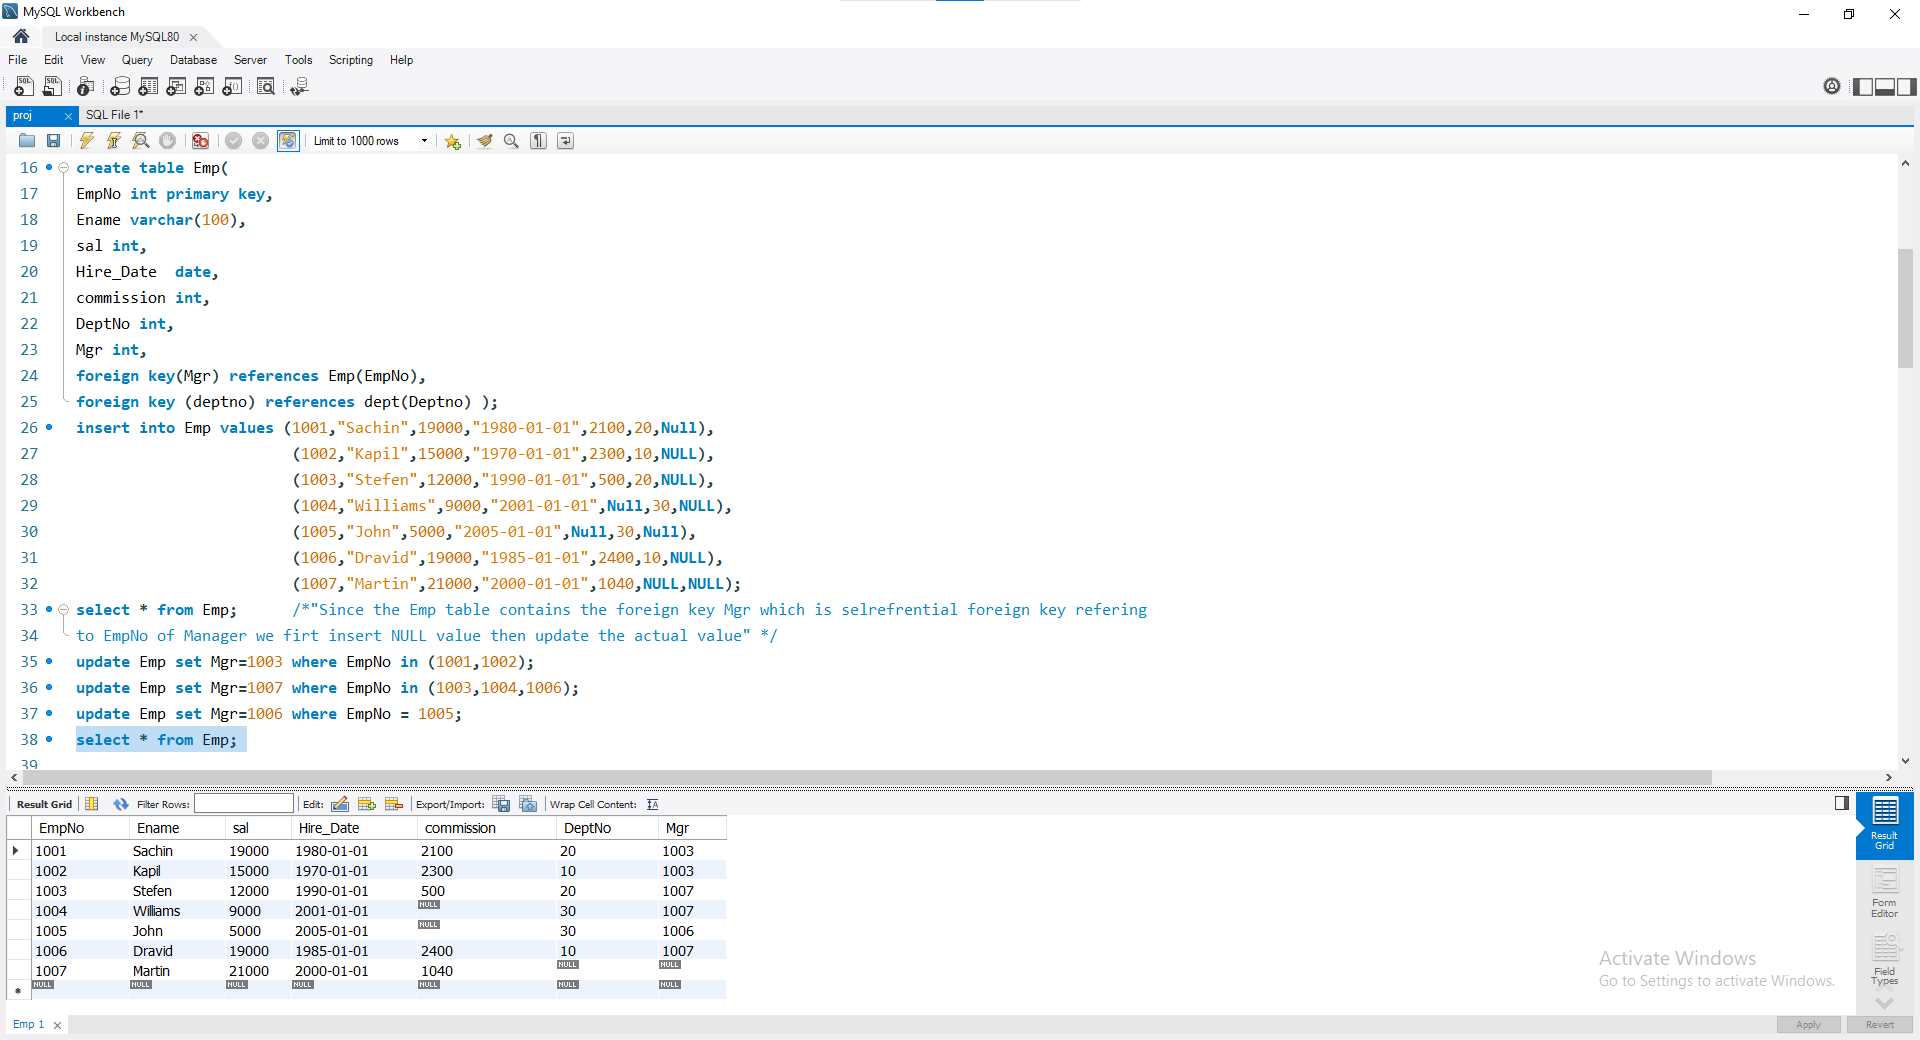 MySQL Workbench
Local instance MySQL80
File Edit View Query Database Server Tools Scripting Help
proj SQL File 1*
Limit to 1000 rows
16 create table Emp(
17 EmpNo int primary key,
18 Ename varchar(100),
19 sal int,
20 Hire_Date  date,
21 commission int,
22 DeptNo int,
23 Mgr int,
24 foreign key(Mgr) references Emp(EmpNo),
25 foreign key (deptno) references dept(Deptno) );
26 insert into Emp values (1001,"Sachin",19000,"1980-01-01",2100,20,Null),
27 (1002,"Kapil",15000,"1970-01-01",2300,10,NULL),
28 (1003,"Stefen",12000,"1990-01-01",500,20,NULL),
29 (1004,"Williams",9000,"2001-01-01",Null,30,NULL),
30 (1005,"John",5000,"2005-01-01",Null,30,Null),
31 (1006,"Dravid",19000,"1985-01-01",2400,10,NULL),
32 (1007,"Martin",21000,"2000-01-01",1040,NULL,NULL);
33 select * from Emp; /*"Since the Emp table contains the foreign key Mgr which is selrefrential foreign key refering
34 to EmpNo of Manager we firt insert NULL value then update the actual value" */
35 update Emp set Mgr=1003 where EmpNo in (1001,1002);
36 update Emp set Mgr=1007 where EmpNo in (1003,1004,1006);
37 update Emp set Mgr=1006 where EmpNo = 1005;
38 select * from Emp;
39
Result Grid Filter Rows: Edit: Export/Import: Wrap Cell Content:
EmpNo Ename sal Hire_Date commission DeptNo Mgr
1001 Sachin 19000 1980-01-01 2100 20 1003
1002 Kapil 15000 1970-01-01 2300 10 1003
1003 Stefen 12000 1990-01-01 500 20 1007
1004 Williams 9000 2001-01-01 NULL 30 1007
1005 John 5000 2005-01-01 NULL 30 1006
1006 Dravid 19000 1985-01-01 2400 10 1007
1007 Martin 21000 2000-01-01 1040 NULL NULL
NULL NULL NULL NULL NULL NULL NULL
Result
Grid
Form
Editor
Field
Types
Activate Windows
Go to Settings to activate Windows.
Emp 1
Apply Revert